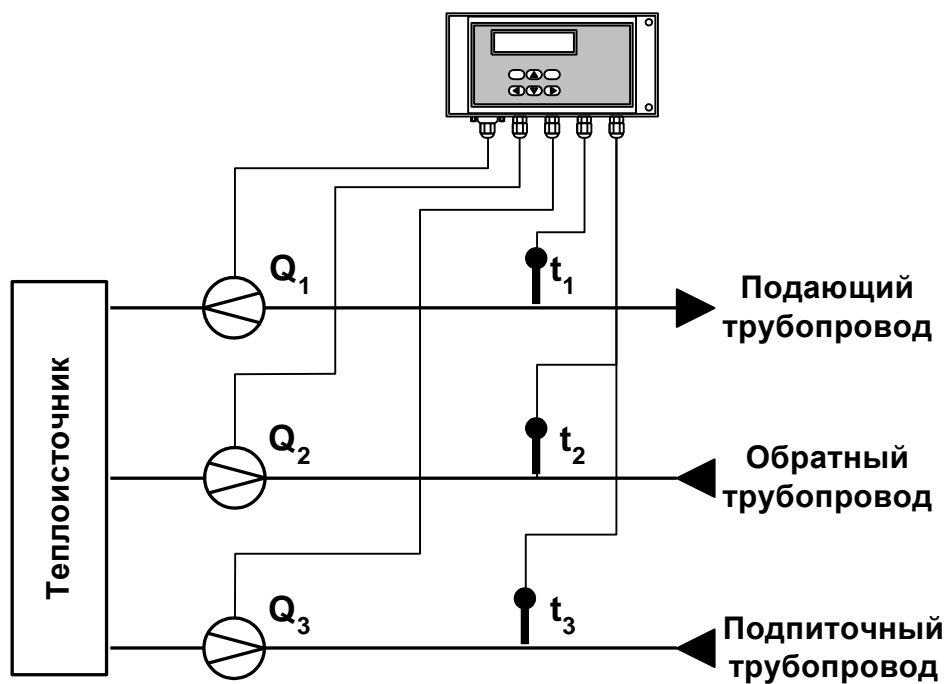 Q1
t1
Подающий
трубопровод
Теплоисточник
Q2
t2
Обратный
трубопровод
Q3
t3
Подпиточный
трубопровод